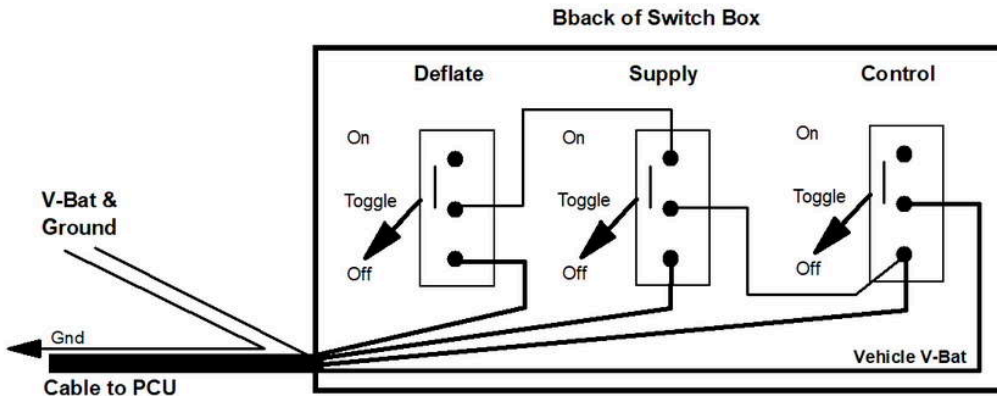 Bback of Switch Box
Deflate Supply Control
On On On
V-Bat &
Ground
Toggle Toggle Toggle
Off Off Off
Gnd
Vehicle V-Bat
Cable to PCU